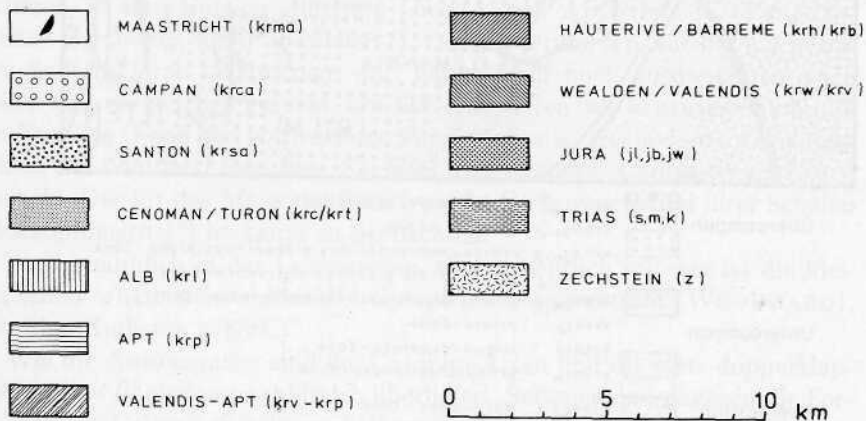 MAASTRICHT (krma)
CAMPAN (krca)
SANTON (krsa)
CENOMAN/TURON (krc/krt)
ALB (krl)
APT (krp)
VALENDIS-APT (krv-krp)
HAUTERIVE/BARREME (krh/krb)
WEALDEN/VALENDIS (krw/krv)
JURA (jl,jb,jw)
TRIAS (s,m,k)
ZECHSTEIN (z)
0 5 10
km